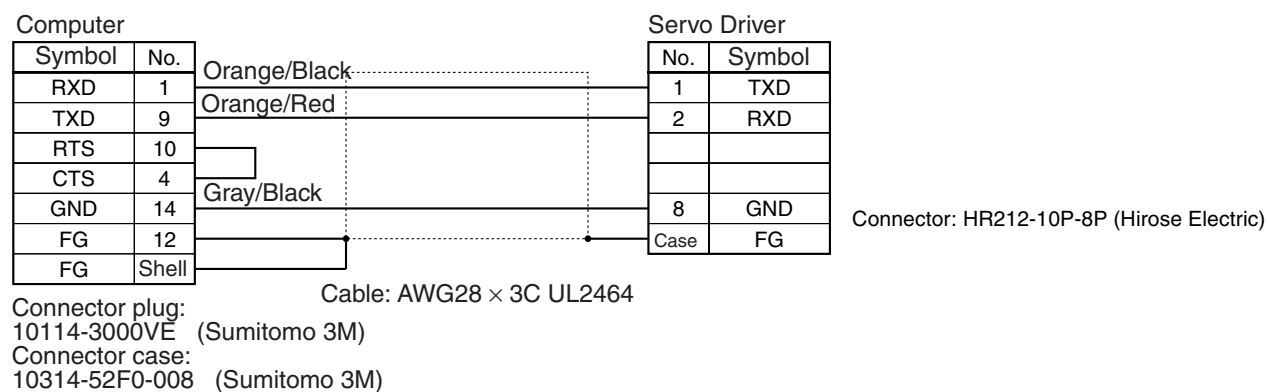 Computer
Servo Driver
Symbol No.
No. Symbol
Orange/Black
RXD 1
1 TXD
Orange/Red
TXD 9
2 RXD
RTS 10
CTS 4
Gray/Black
GND 14
8 GND
Connector: HR212-10P-8P (Hirose Electric)
FG 12
Case FG
FG Shell
Cable: AWG28 × 3C UL2464
Connector plug:
10114-3000VE (Sumitomo 3M)
Connector case:
10314-52F0-008 (Sumitomo 3M)